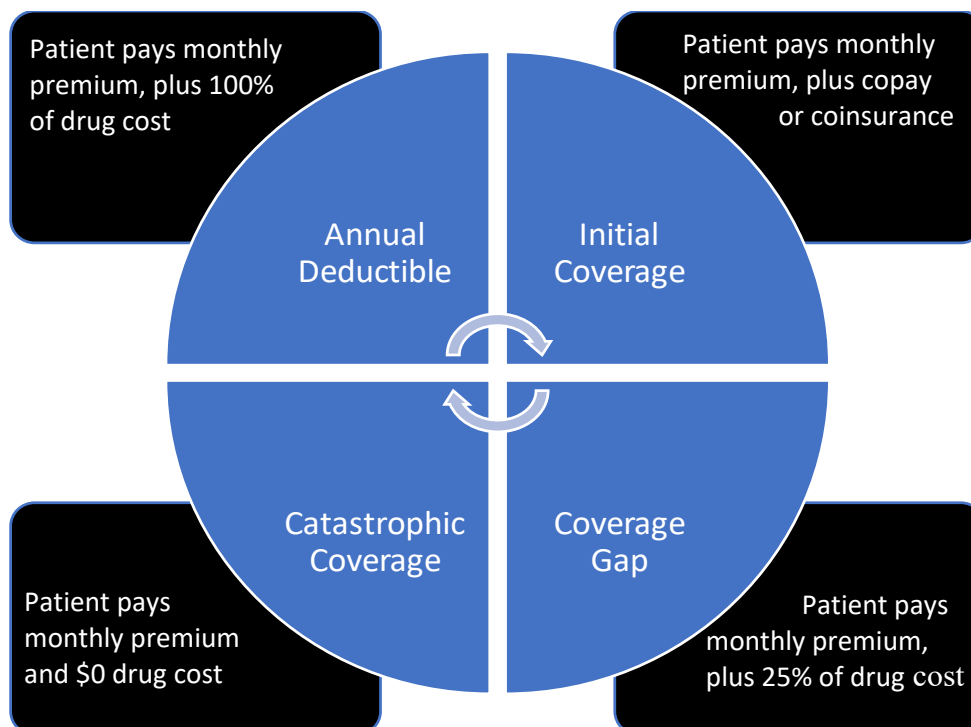 Patient pays monthly
premium, plus 100%
of drug cost
Patient pays monthly
premium, plus copay
or coinsurance
Annual
Deductible
Initial
Coverage
Catastrophic
Coverage
Coverage
Gap
Patient pays
monthly premium
and $0 drug cost
Patient pays
monthly premium,
plus 25% of drug cost